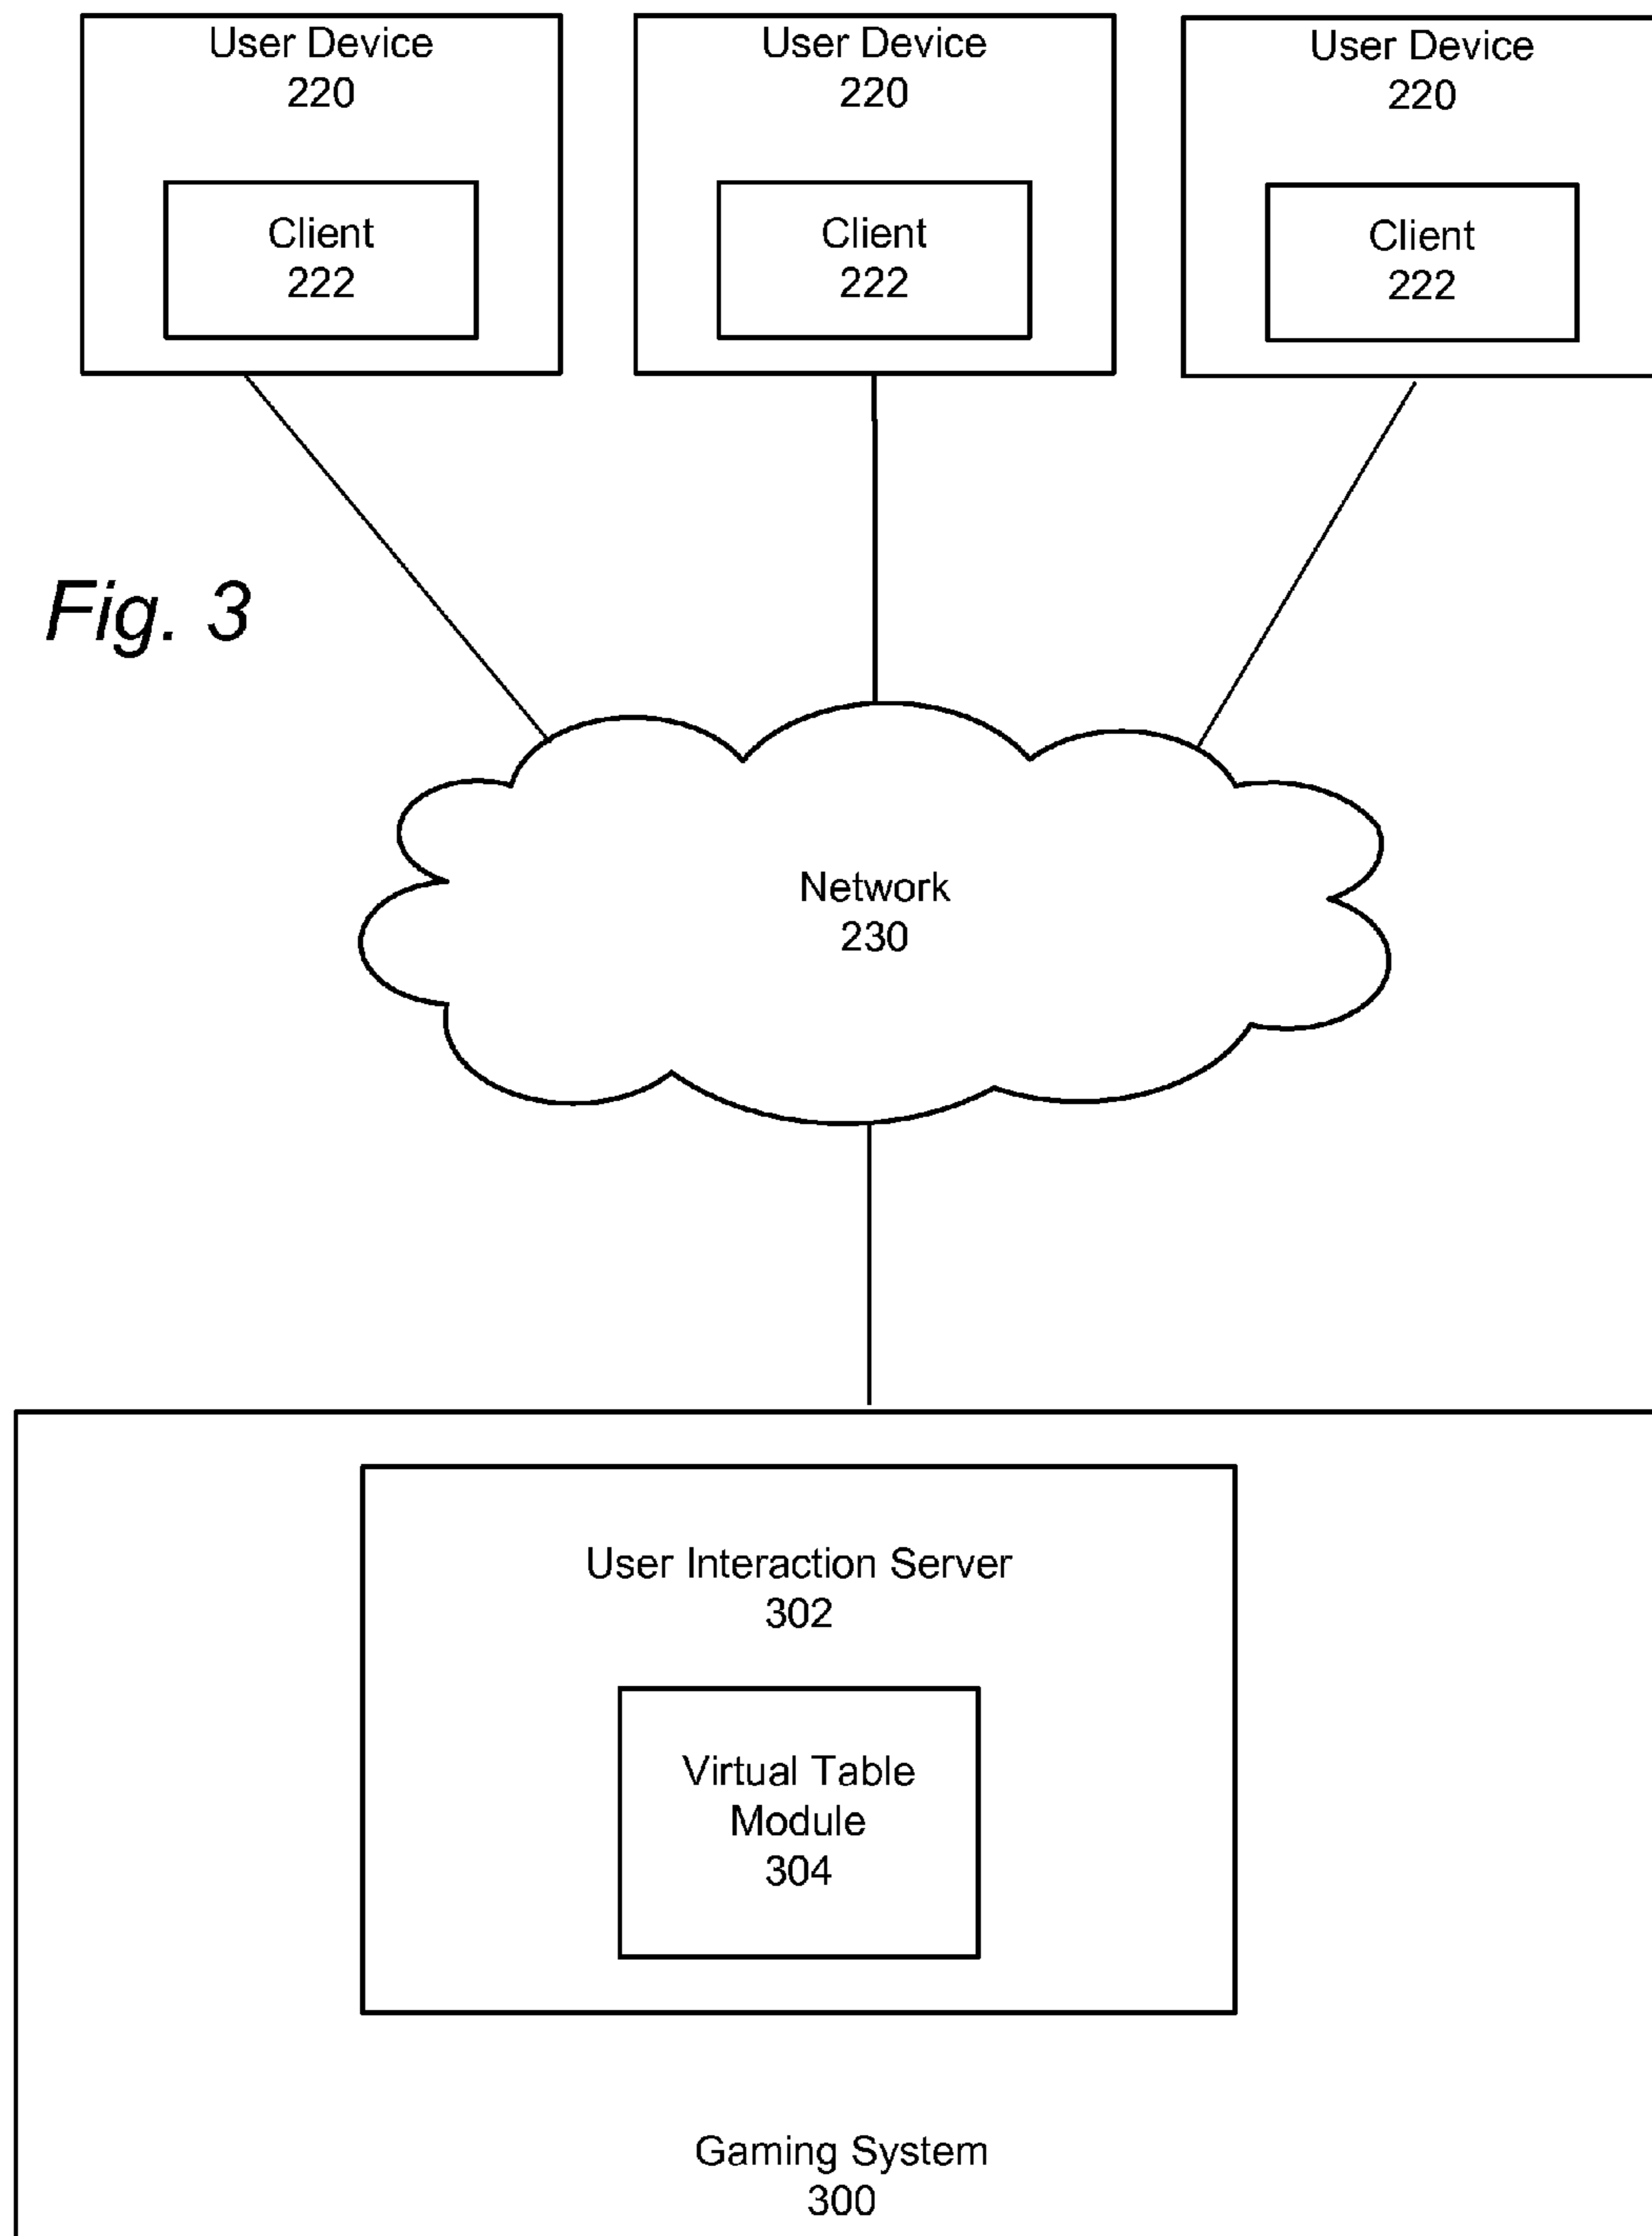 User Device
220
Client
222
User Device
220
Client
222
User Device
220
Client
222
Fig. 3
Network
230
User Interaction Server
302
Virtual Table
Module
304
Gaming System
300